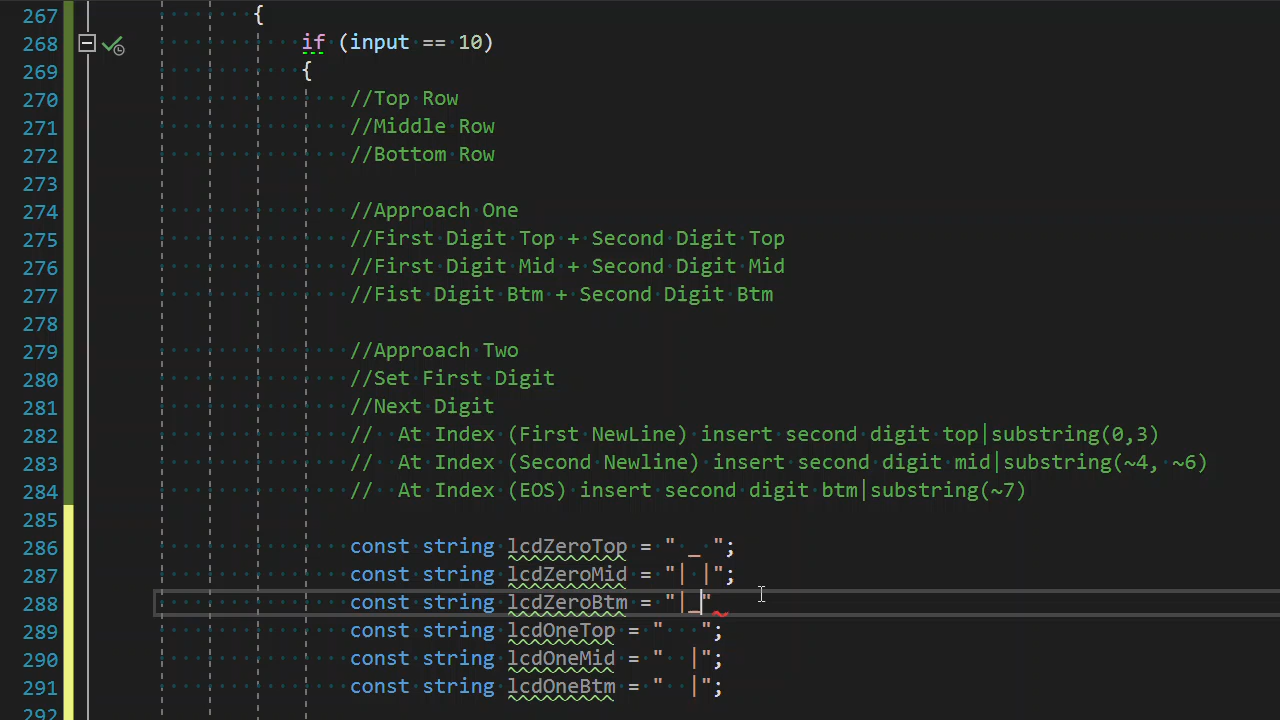 267 {
268 if (input == 10)
269 {
270 //Top Row
271 //Middle Row
272 //Bottom Row
273
274 //Approach One
275 //First Digit Top + Second Digit Top
276 //First Digit Mid + Second Digit Mid
277 //Fist Digit Btm + Second Digit Btm
278
279 //Approach Two
280 //Set First Digit
281 //Next Digit
282 //  At Index (First NewLine) insert second digit top|substring(0,3)
283 //  At Index (Second Newline) insert second digit mid|substring(~4, ~6)
284 //  At Index (EOS) insert second digit btm|substring(~7)
285
286 const string lcdZeroTop = " _ ";
287 const string lcdZeroMid = "| |";
288 const string lcdZeroBtm = "|_"
289 const string lcdOneTop = "   ";
290 const string lcdOneMid = "  |";
291 const string lcdOneBtm = "  |";
292